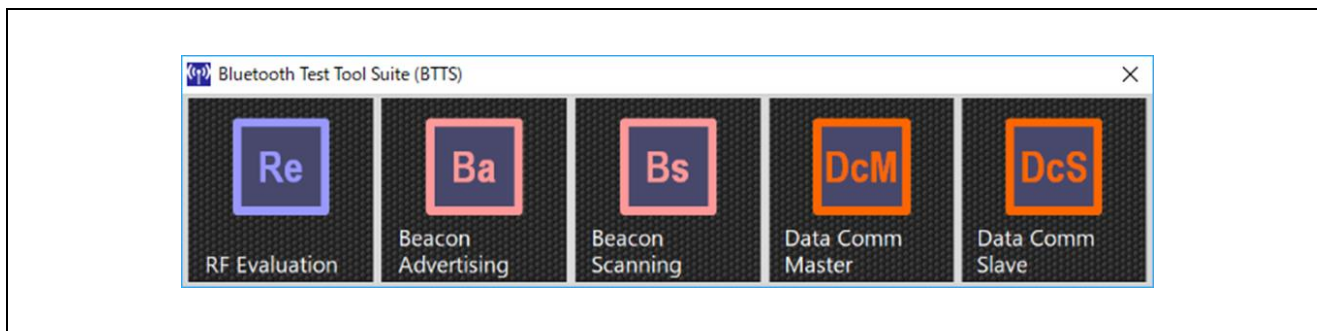 Bluetooth Test Tool Suite (BTTS)
Re
RF Evaluation
Ba
Beacon
Advertising
Bs
Beacon
Scanning
DcM
Data Comm
Master
DcS
Data Comm
Slave